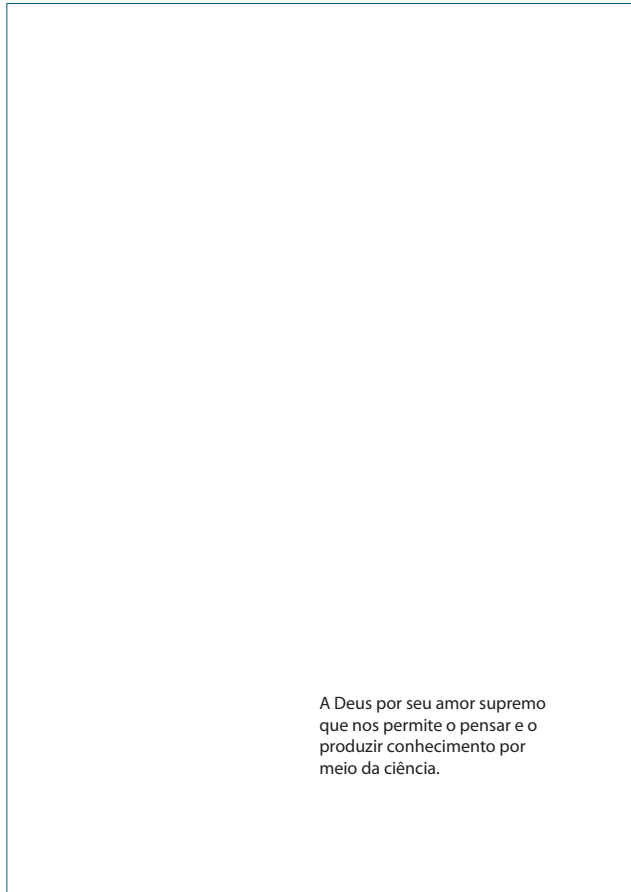 A Deus por seu amor supremo
que nos permite o pensar e o
produzir conhecimento por
meio da ciência.